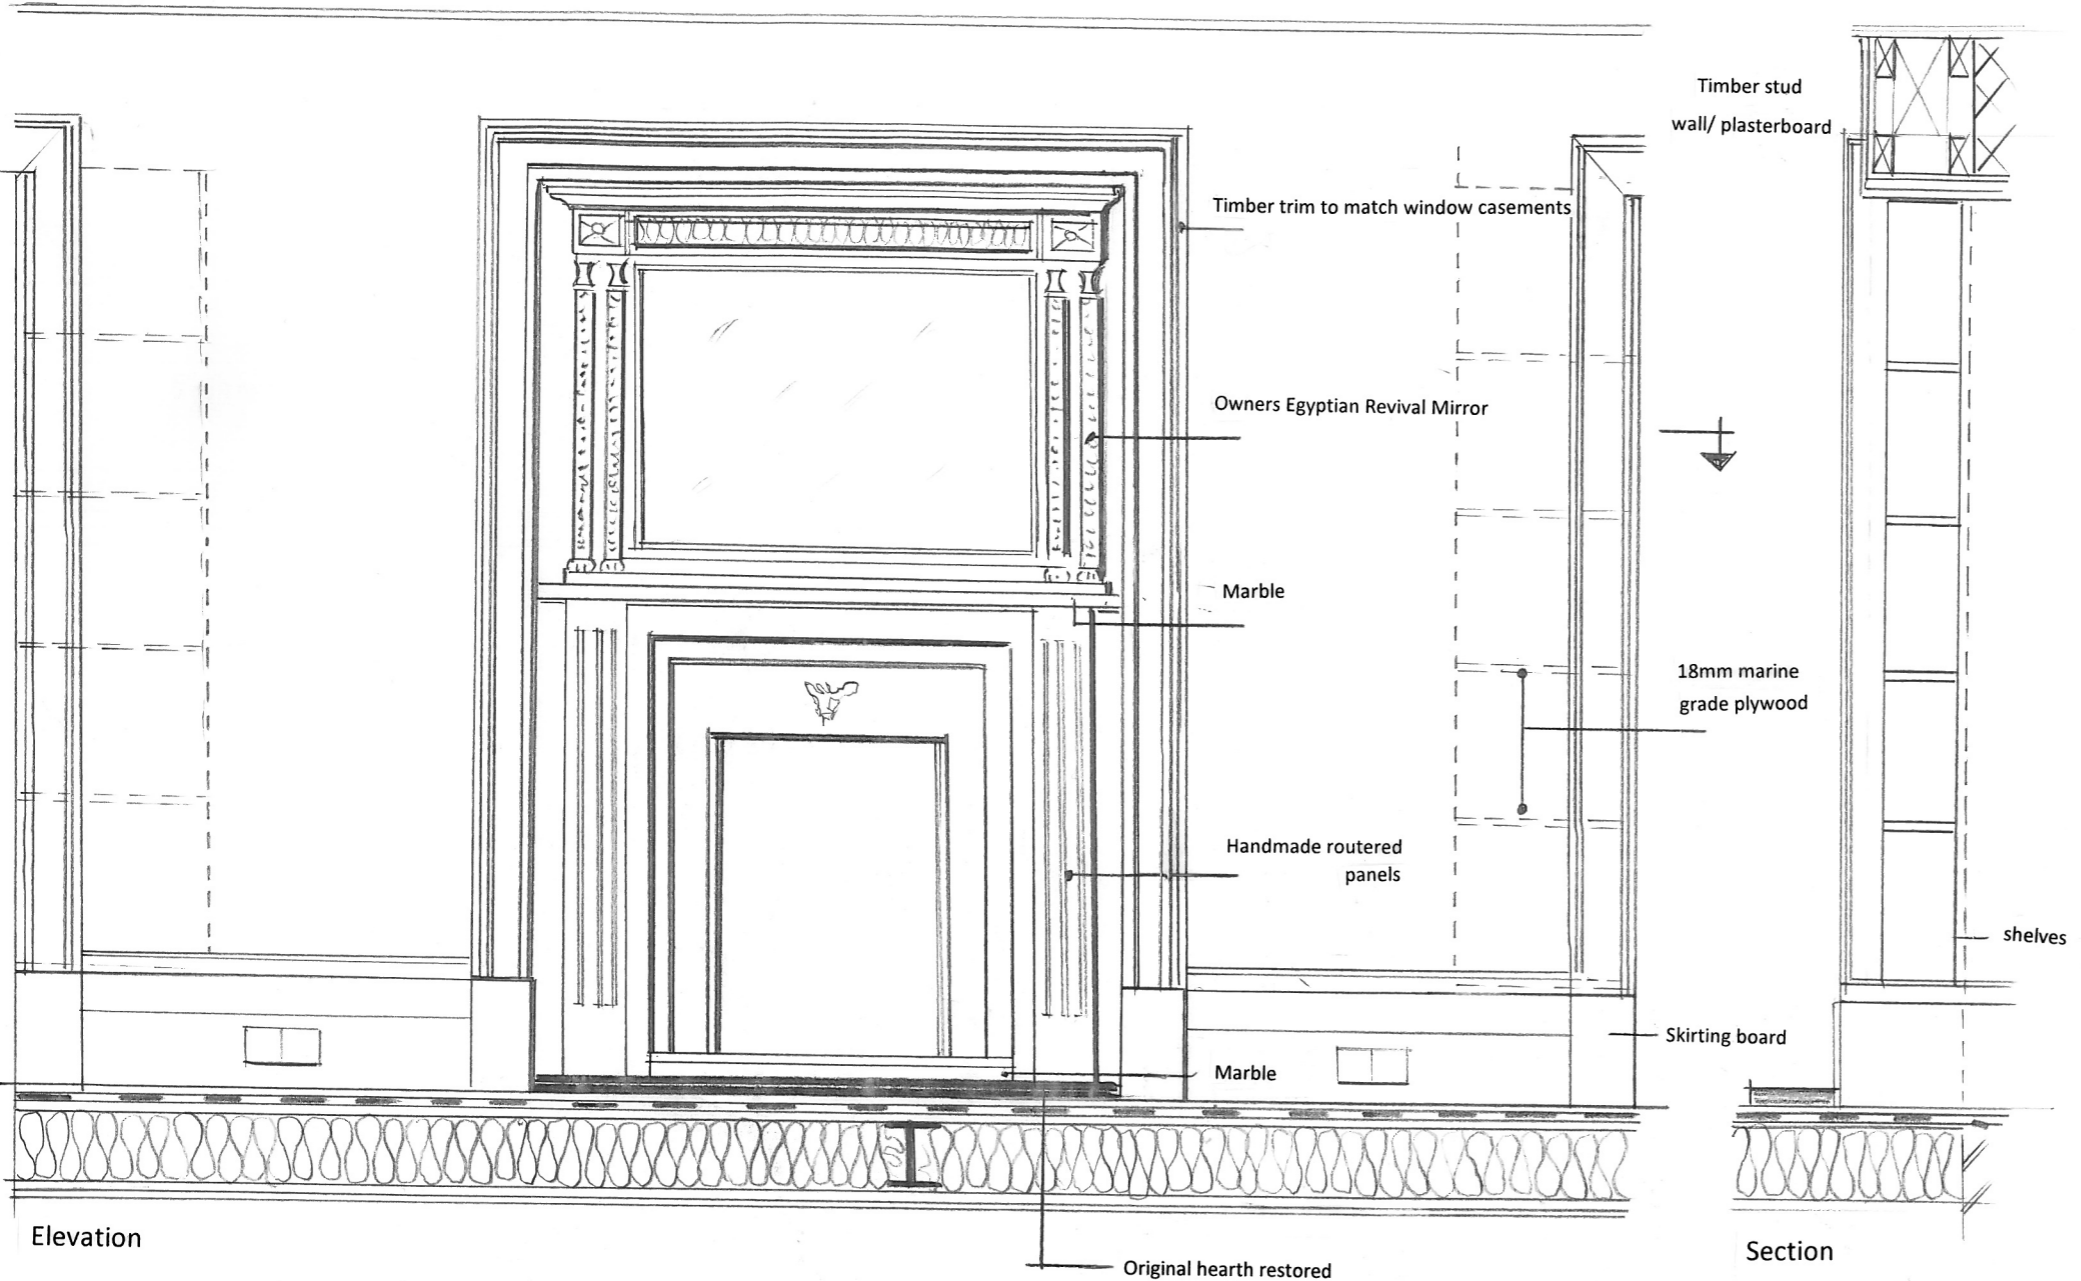 Timber stud
wall/ plasterboard
Timber trim to match window casements
Owners Egyptian Revival Mirror
Marble
18mm marine
grade plywood
Handmade routered
panels
shelves
Skirting board
Marble
Elevation
Section
Original hearth restored